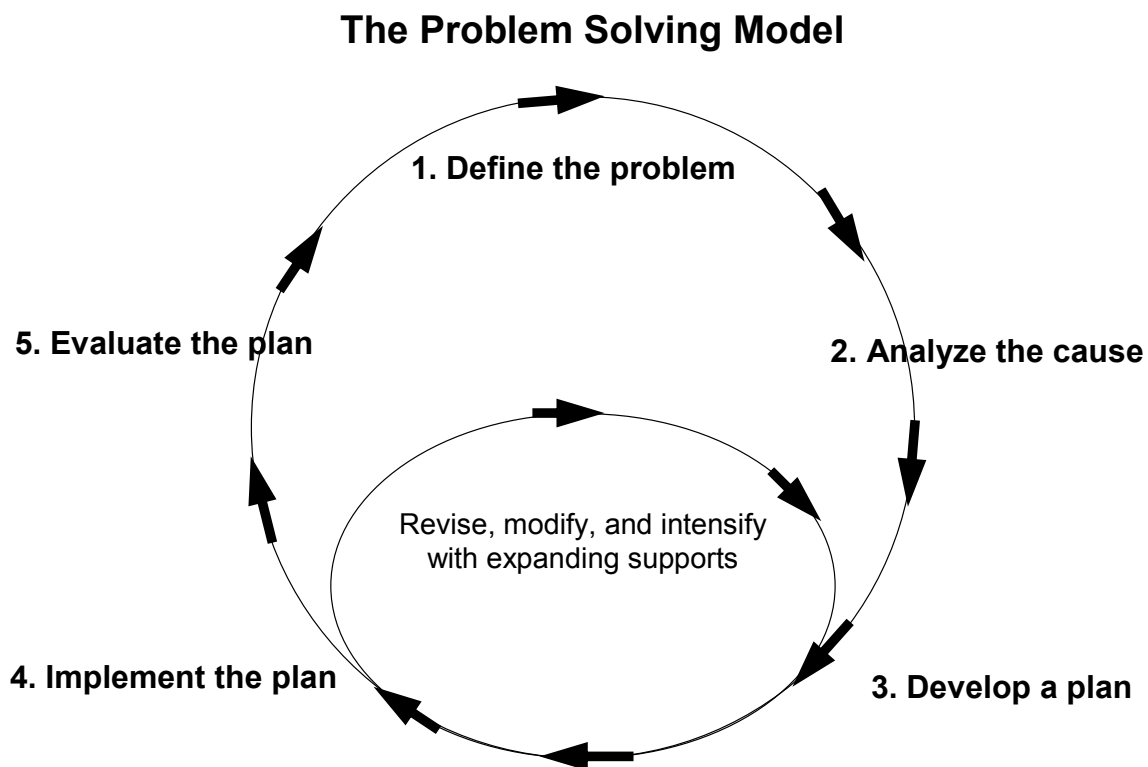 The Problem Solving Model
1. Define the problem
2. Analyze the cause
5. Evaluate the plan
Revise, modify, and intensify
with expanding supports
3. Develop a plan
4. Implement the plan